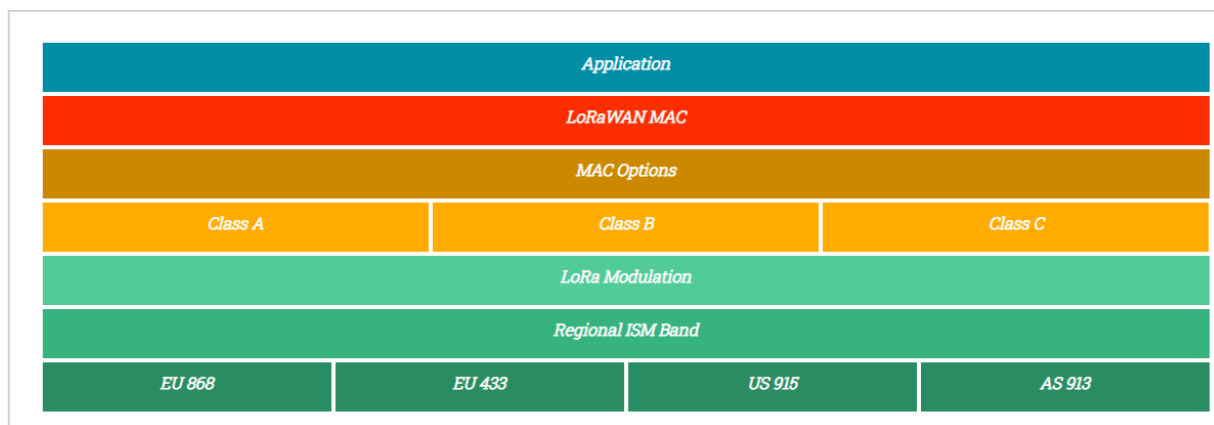 Application
LoRaWAN MAC
MAC Options
Class A
Class B
Class C
LoRa Modulation
Regional ISM Band
EU 868
EU 433
US 915
AS 913